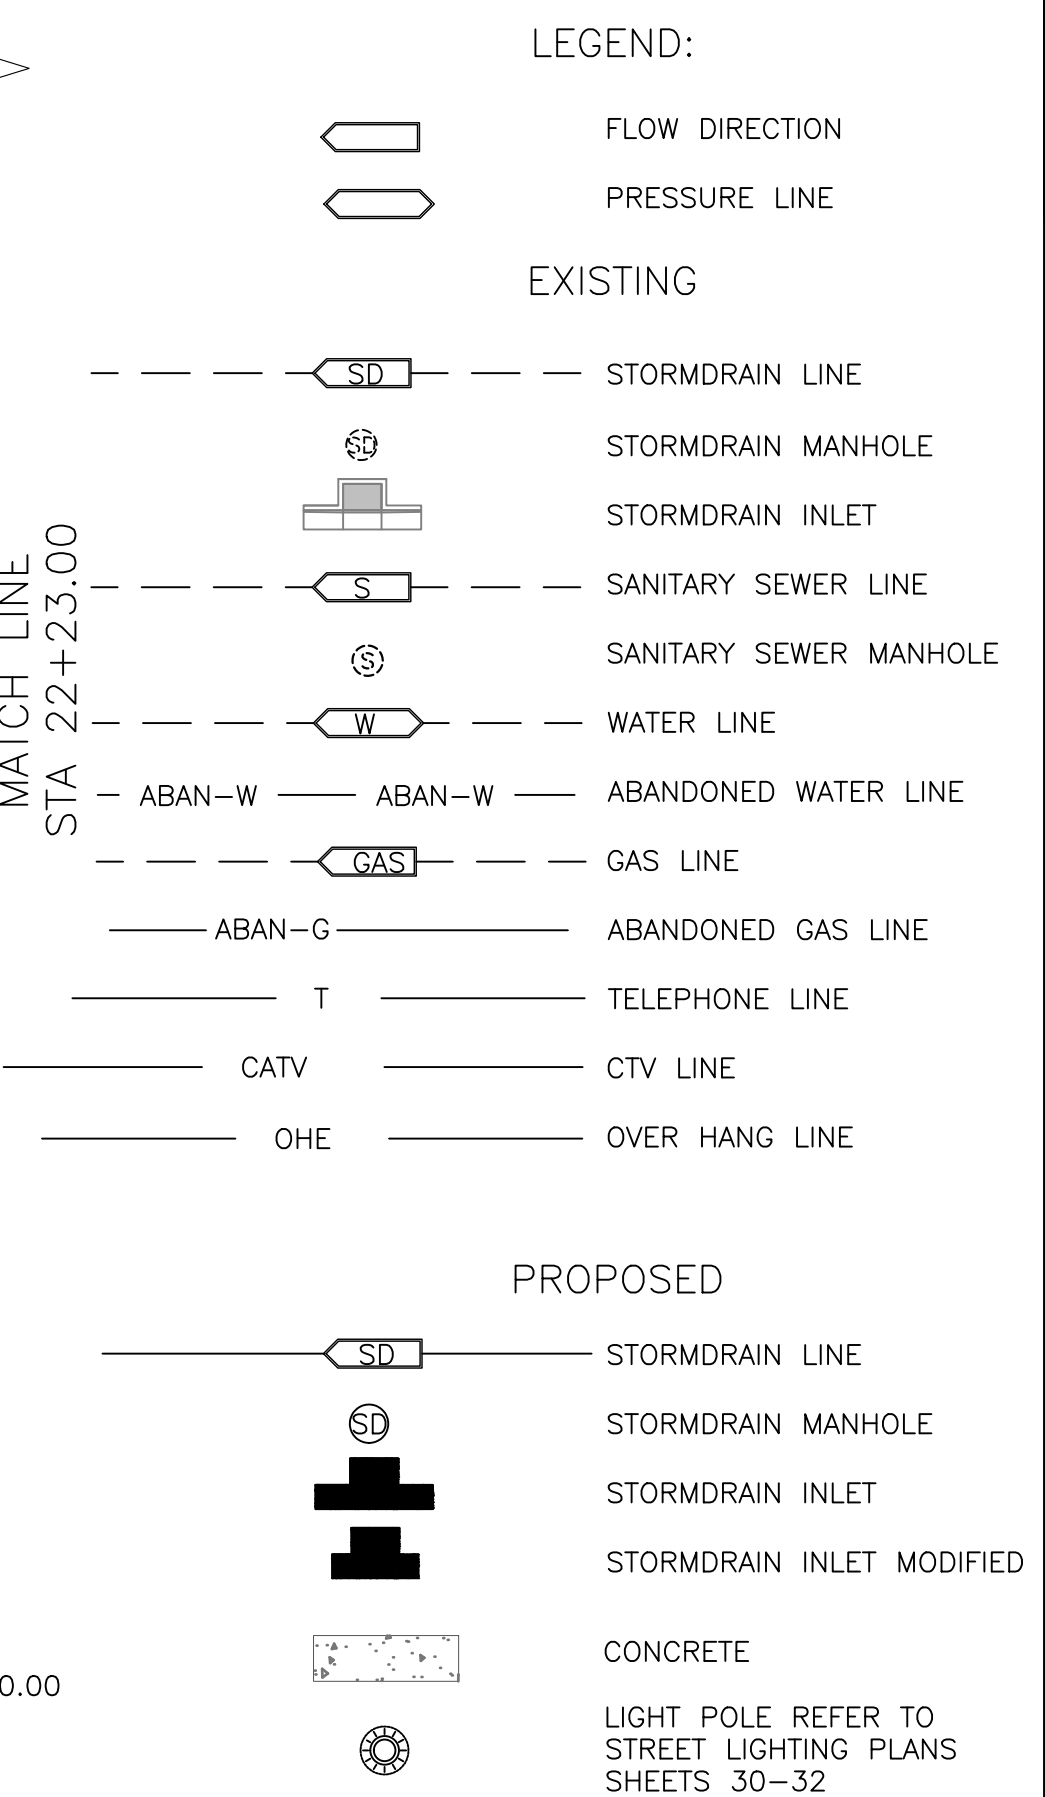 LEGEND:
FLOW DIRECTION
PRESSURE LINE
EXISTING
SD STORMDRAIN LINE
SD STORMDRAIN MANHOLE
STORMDRAIN INLET
S SANITARY SEWER LINE
S SANITARY SEWER MANHOLE
W WATER LINE
ABAN-W ABAN-W ABANDONED WATER LINE
GAS GAS LINE
ABAN-G ABANDONED GAS LINE
T TELEPHONE LINE
CATV CTV LINE
OHE OVER HANG LINE
MATCH LINE
STA 22+23.00
PROPOSED
SD STORMDRAIN LINE
SD STORMDRAIN MANHOLE
STORMDRAIN INLET
STORMDRAIN INLET MODIFIED
CONCRETE
0.00
LIGHT POLE REFER TO
STREET LIGHTING PLANS
SHEETS 30-32